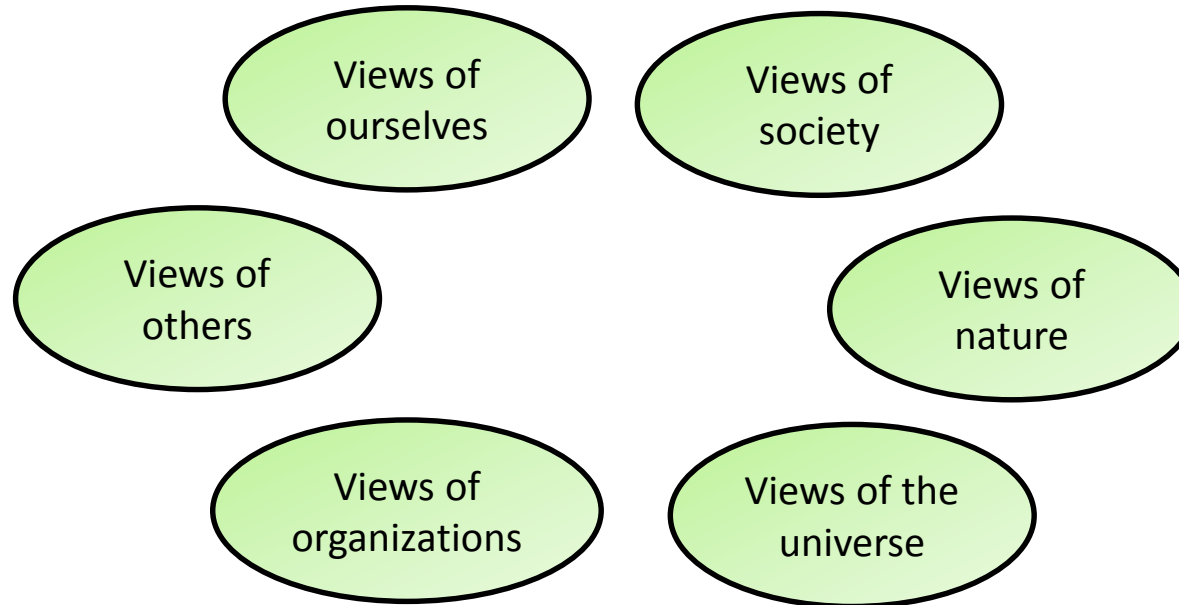 Views of
ourselves
Views of
society
Views of
others
Views of
nature
Views of
organizations
Views of the
universe